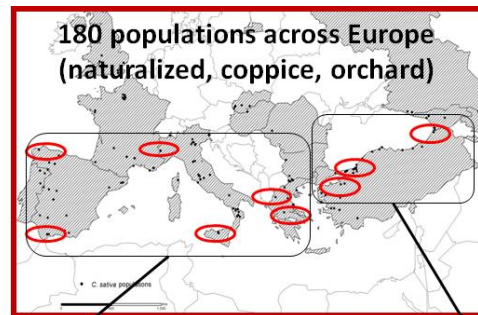 180 populations across Europe
(naturalized, coppice, orchard)
C. sativa populations